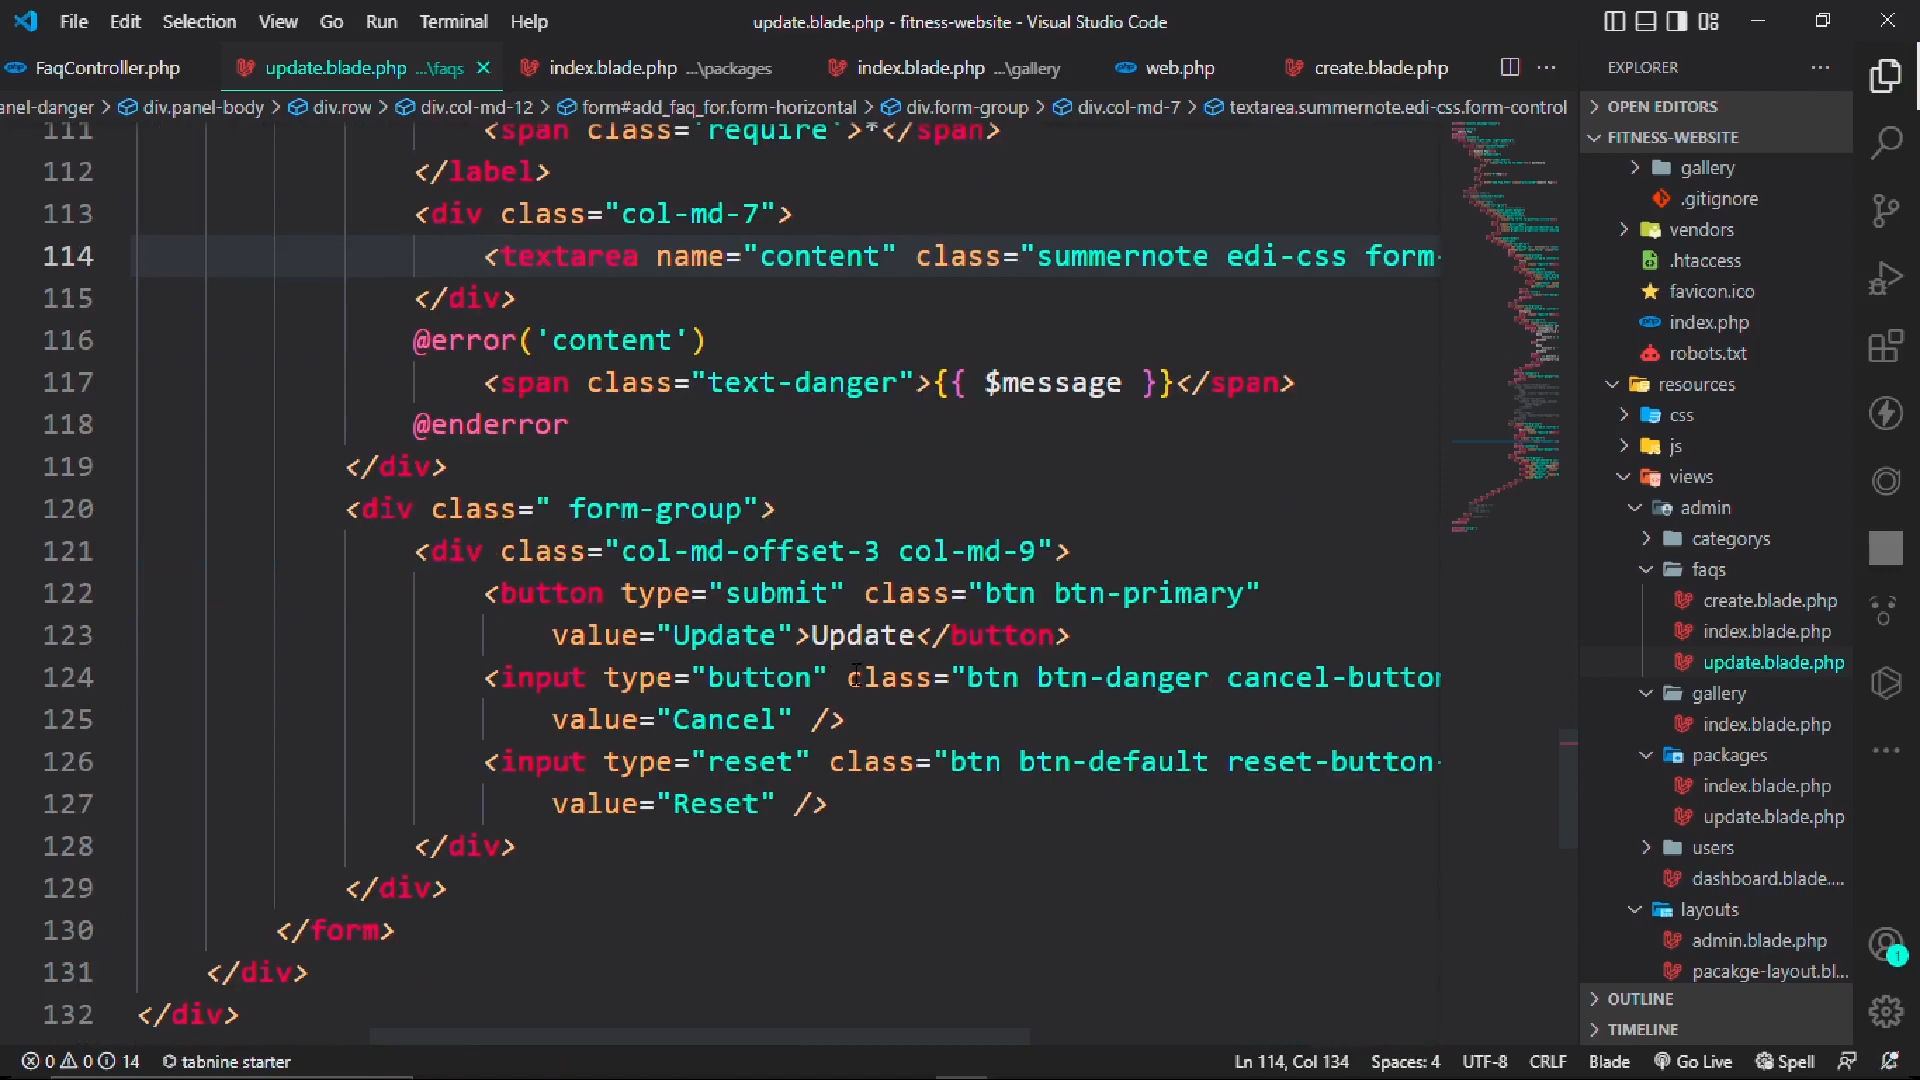 File Edit Selection View Go Run Terminal Help
update.blade.php - fitness-website - Visual Studio Code
FaqController.php
update.blade.php ...\faqs
index.blade.php ...\packages
index.blade.php ...\gallery
web.php
create.blade.php
anel-danger > div.panel-body > div.row > div.col-md-12 > form#add_faq_for.form-horizontal > div.form-group > div.col-md-7 > textarea.summernote.edi-css.form-control
111 <span class='require'>*</span>
112 </label>
113 <div class="col-md-7">
114 <textarea name="content" class="summernote edi-css form-
115 </div>
116 @error('content')
117 <span class="text-danger">{{ $message }}</span>
118 @enderror
119 </div>
120 <div class=" form-group">
121 <div class="col-md-offset-3 col-md-9">
122 <button type="submit" class="btn btn-primary"
123 value="Update">Update</button>
124 <input type="button" class="btn btn-danger cancel-button
125 value="Cancel" />
126 <input type="reset" class="btn btn-default reset-button-
127 value="Reset" />
128 </div>
129 </div>
130 </form>
131 </div>
132 </div>
EXPLORER
OPEN EDITORS
FITNESS-WEBSITE
gallery
.gitignore
vendors
.htaccess
favicon.ico
index.php
robots.txt
resources
css
js
views
admin
categorys
faqs
create.blade.php
index.blade.php
update.blade.php
gallery
index.blade.php
packages
index.blade.php
update.blade.php
users
dashboard.blade....
layouts
admin.blade.php
pacakge-layout.bl...
OUTLINE
TIMELINE
1
0 0 14 tabnine starter
Ln 114, Col 134 Spaces: 4 UTF-8 CRLF Blade Go Live Spell